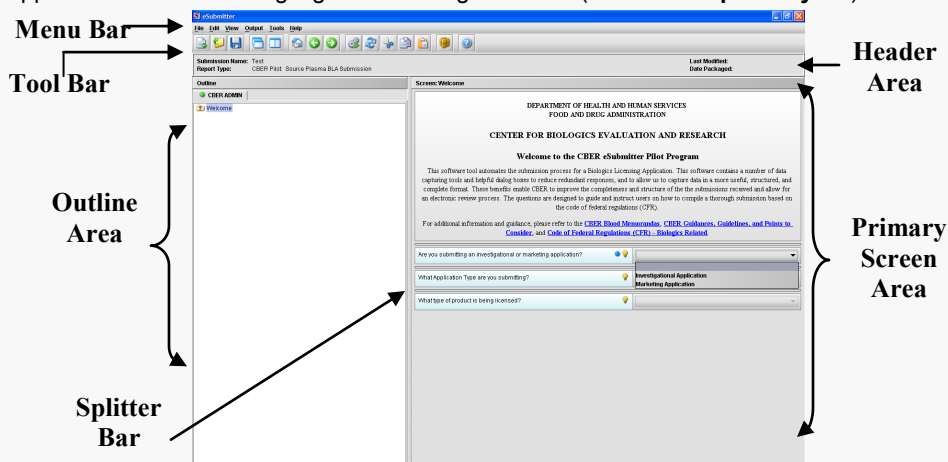 eSubmitter
Menu Bar
File Edit View Output Tools Help
Tool Bar
Submission Name: Test
Report Type: CBER Pilot: Source Plasma BLA Submission
Last Modified:
Date Packaged:
Header
Area
Outline
Screen: Welcome
CBER ADMIN
Welcome
DEPARTMENT OF HEALTH AND HUMAN SERVICES
FOOD AND DRUG ADMINISTRATION
CENTER FOR BIOLOGICS EVALUATION AND RESEARCH
Welcome to the CBER eSubmitter Pilot Program
This software tool automates the submission process for a Biologics Licensing Application. This software contains a number of data
capturing tools and helpful dialog boxes to reduce redundant responses, and to allow us to capture data in a more useful, structured, and
complete format. These benefits enable CBER to improve the completeness and structure of the the submissions received and allow for
an electronic review process. The questions are designed to guide and instruct users on how to compile a thorough submission based on
the code of federal regulations (CFR).
For additional information and guidance, please refer to the CBER Blood Memorandas, CBER Guidances, Guidelines, and Points to
Consider, and Code of Federal Regulations (CFR) - Biologics Related
Outline
Area
Primary
Screen
Area
Are you submitting an investigational or marketing application?
What Application Type are you submitting?
Investigational Application
Marketing Application
What type of product is being licensed?
Splitter
Bar